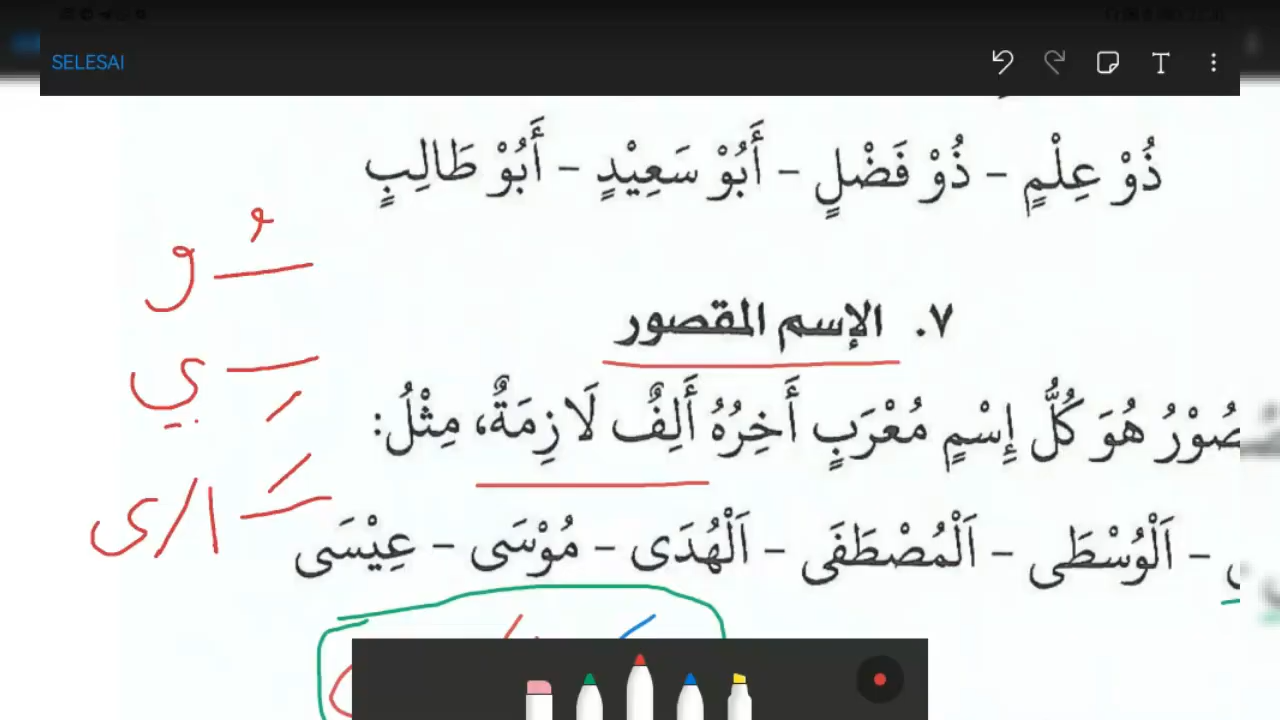 SELESAI
ذُوْ عِلْمٍ – ذُوْ فَضْلٍ – أَبُوْ سَعِيْدٍ – أَبُوْ طَالِبٍ
ـُ و
٧. الإسم المقصور
ـِ ي
هُوَ كُلُّ إِسْمٍ مُعْرَبٍ أَخِرُهُ أَلِفٌ لَازِمَةٌ، مِثْلُ:
ـَ ا/ى
– اَلْوُسْطَى – اَلْمُصْطَفَى – اَلْهُدَى – مُوْسَى – عِيْسَى